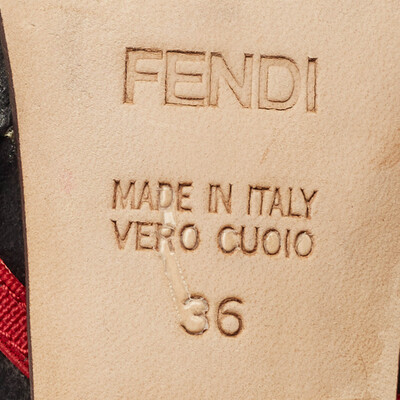 FENDI
MADE IN ITALY
VERO CUOIO
36